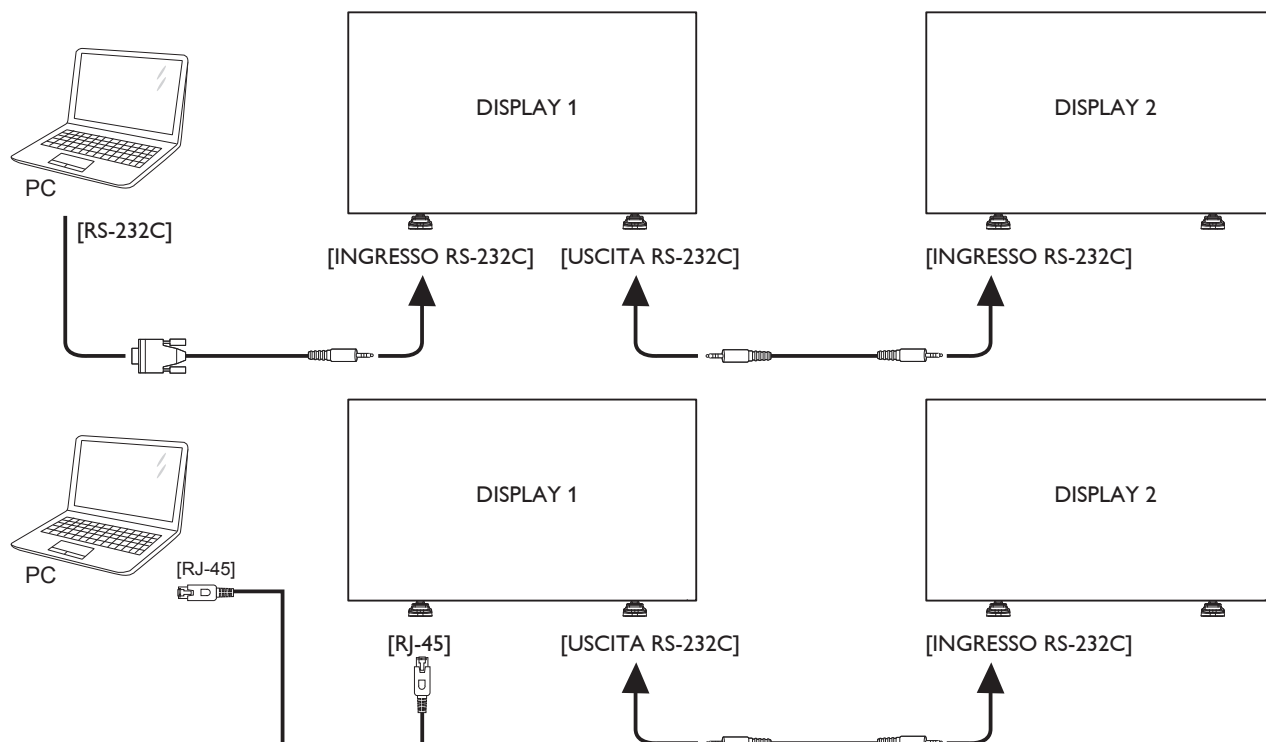 DISPLAY 1
DISPLAY 2
PC
[RS-232C]
[INGRESSO RS-232C]
[USCITA RS-232C]
[INGRESSO RS-232C]
DISPLAY 1
DISPLAY 2
PC
[RJ-45]
[RJ-45]
[USCITA RS-232C]
[INGRESSO RS-232C]